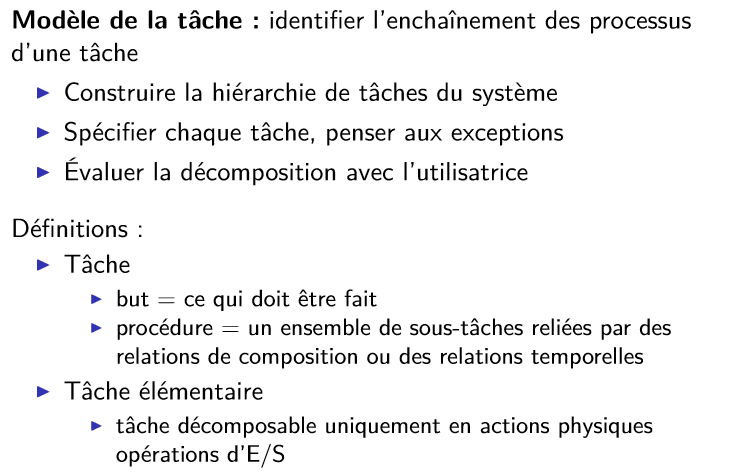 Modèle de la tâche : identifier l'enchaînement des processus
d'une tâche
Construire la hiérarchie de tâches du système
Spécifier chaque tâche, penser aux exceptions
Évaluer la décomposition avec l'utilisatrice
Définitions :
Tâche
but = ce qui doit être fait
procédure = un ensemble de sous-tâches reliées par des
relations de composition ou des relations temporelles
Tâche élémentaire
tâche décomposable uniquement en actions physiques
opérations d'E/S